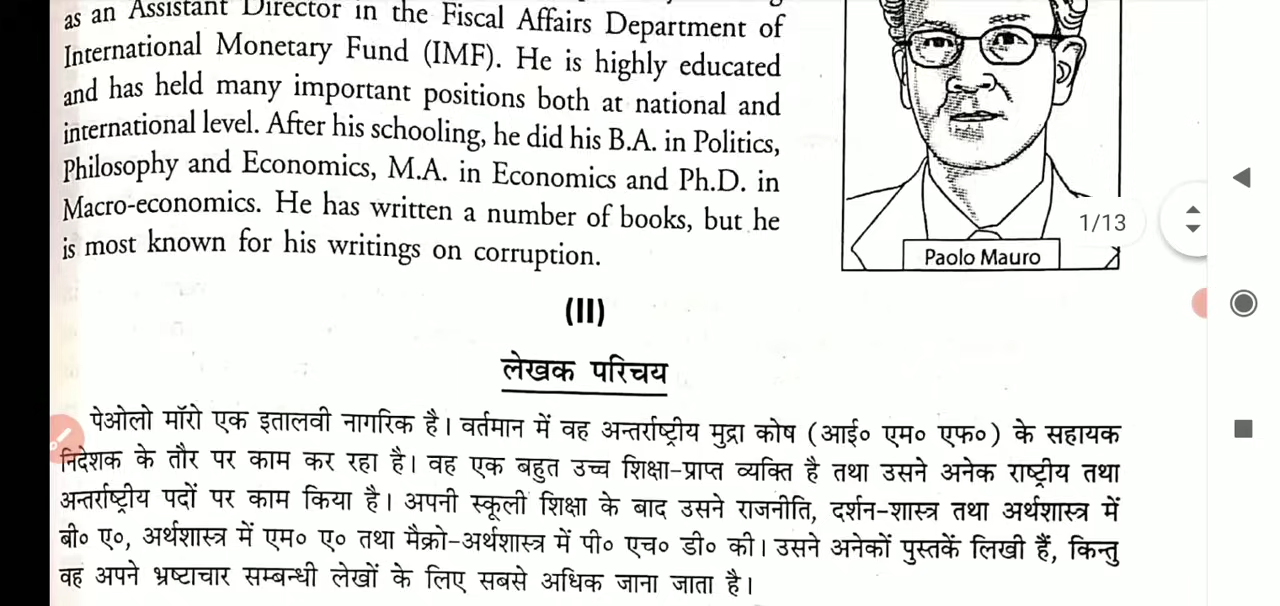 as an Assistant Director in the Fiscal Affairs Department of
International Monetary Fund (IMF). He is highly educated
and has held many important positions both at national and
international level. After his schooling, he did his B.A. in Politics,
Philosophy and Economics, M.A. in Economics and Ph.D. in
Macro-economics. He has written a number of books, but he
is most known for his writings on corruption.
1/13
Paolo Mauro
(II)
लेखक परिचय
पेओलो मॉरो एक इतालवी नागरिक है। वर्तमान में वह अन्तर्राष्ट्रीय मुद्रा कोष (आई० एम० एफ०) के सहायक
निदेशक के तौर पर काम कर रहा है। वह एक बहुत उच्च शिक्षा-प्राप्त व्यक्ति है तथा उसने अनेक राष्ट्रीय तथा
अन्तर्राष्ट्रीय पदों पर काम किया है। अपनी स्कूली शिक्षा के बाद उसने राजनीति, दर्शन-शास्त्र तथा अर्थशास्त्र में
बी० ए०, अर्थशास्त्र में एम० ए० तथा मैक्रो-अर्थशास्त्र में पी० एच० डी० की। उसने अनेकों पुस्तकें लिखी हैं, किन्तु
वह अपने भ्रष्टाचार सम्बन्धी लेखों के लिए सबसे अधिक जाना जाता है।